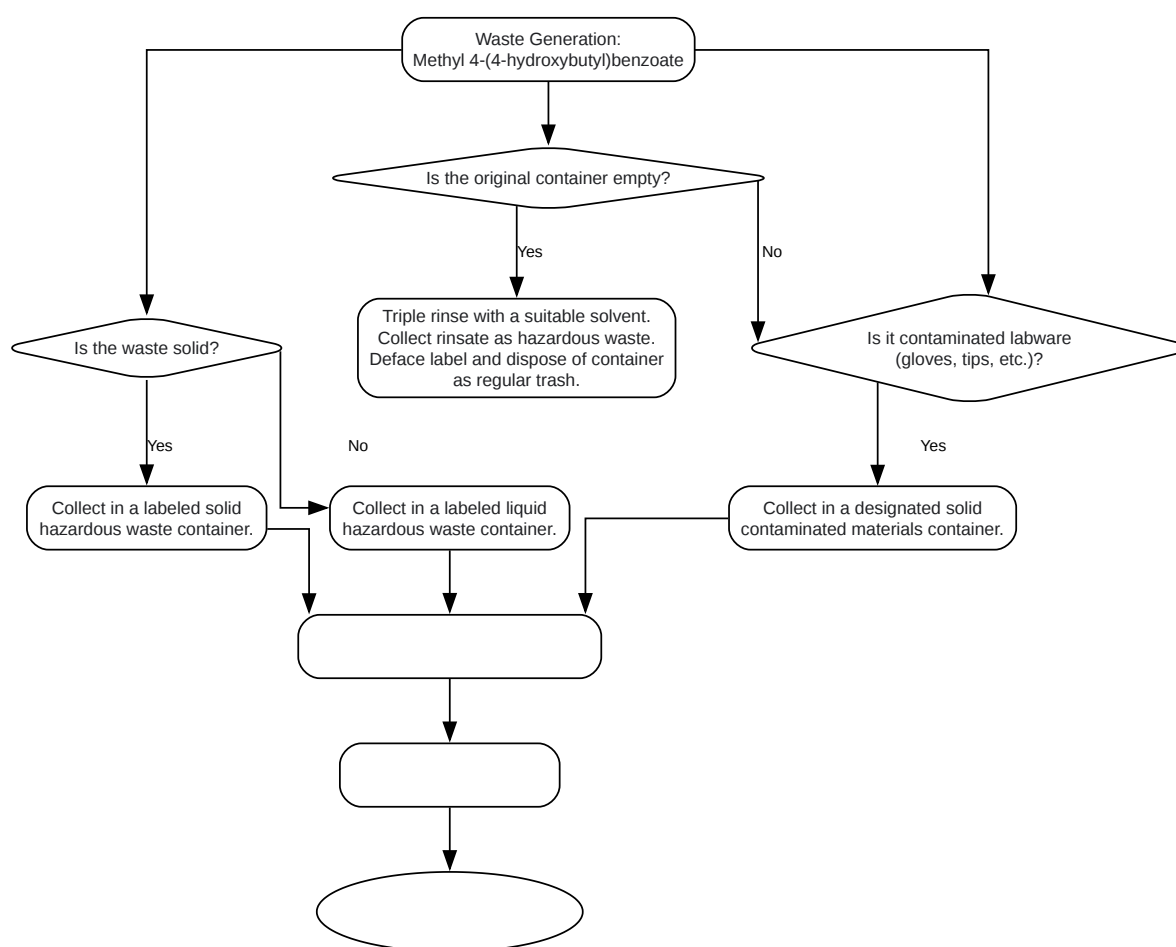 Waste Generation:
Methyl 4-(4-hydroxybutyl)benzoate
Is the original container empty?
Yes
No
Triple rinse with a suitable solvent.
Collect rinsate as hazardous waste.
Deface label and dispose of container
as regular trash.
Is the waste solid?
Is it contaminated labware
(gloves, tips, etc.)?
Yes
No
Yes
Collect in a labeled solid
hazardous waste container.
Collect in a labeled liquid
hazardous waste container.
Collect in a designated solid
contaminated materials container.